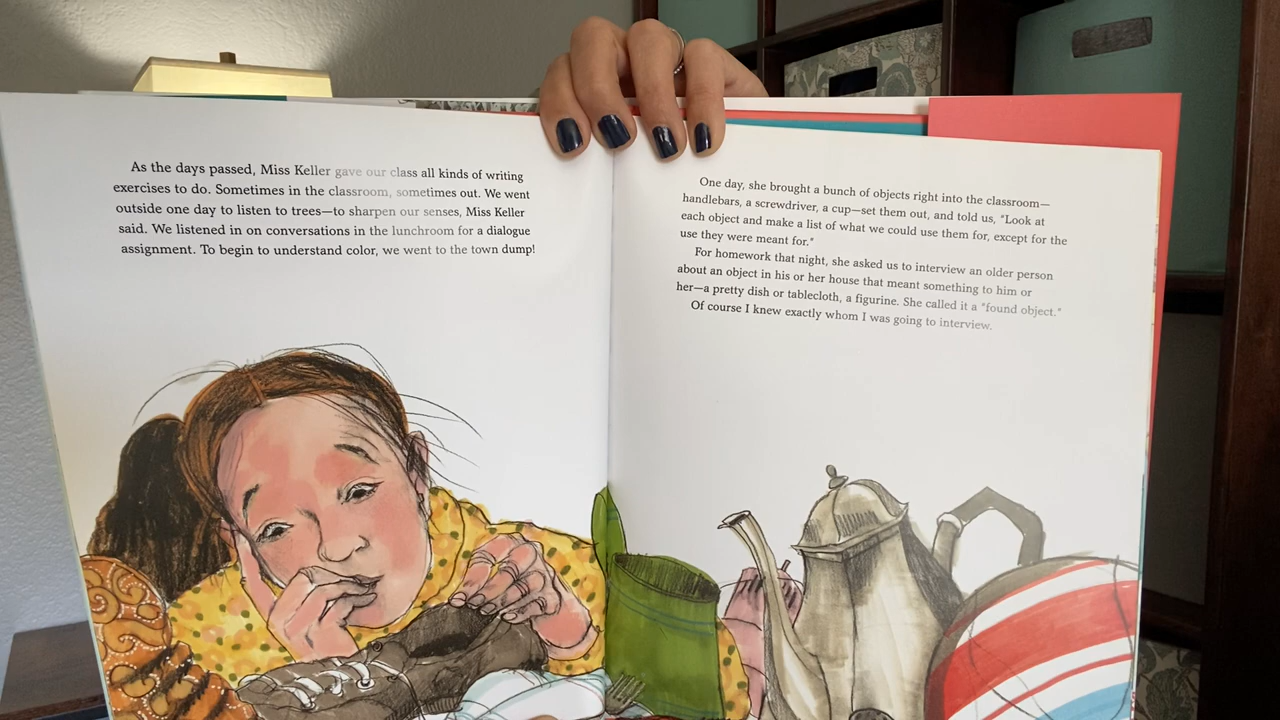 As the days passed, Miss Keller gave our class all kinds of writing
exercises to do. Sometimes in the classroom, sometimes out. We went
outside one day to listen to trees—to sharpen our senses, Miss Keller
said. We listened in on conversations in the lunchroom for a dialogue
assignment. To begin to understand color, we went to the town dump!
One day, she brought a bunch of objects right into the classroom—
handlebars, a screwdriver, a cup—set them out, and told us, "Look at
each object and make a list of what we could use them for, except for the
use they were meant for."
For homework that night, she asked us to interview an older person
about an object in his or her house that meant something to him or
her—a pretty dish or tablecloth, a figurine. She called it a "found object."
Of course I knew exactly whom I was going to interview.